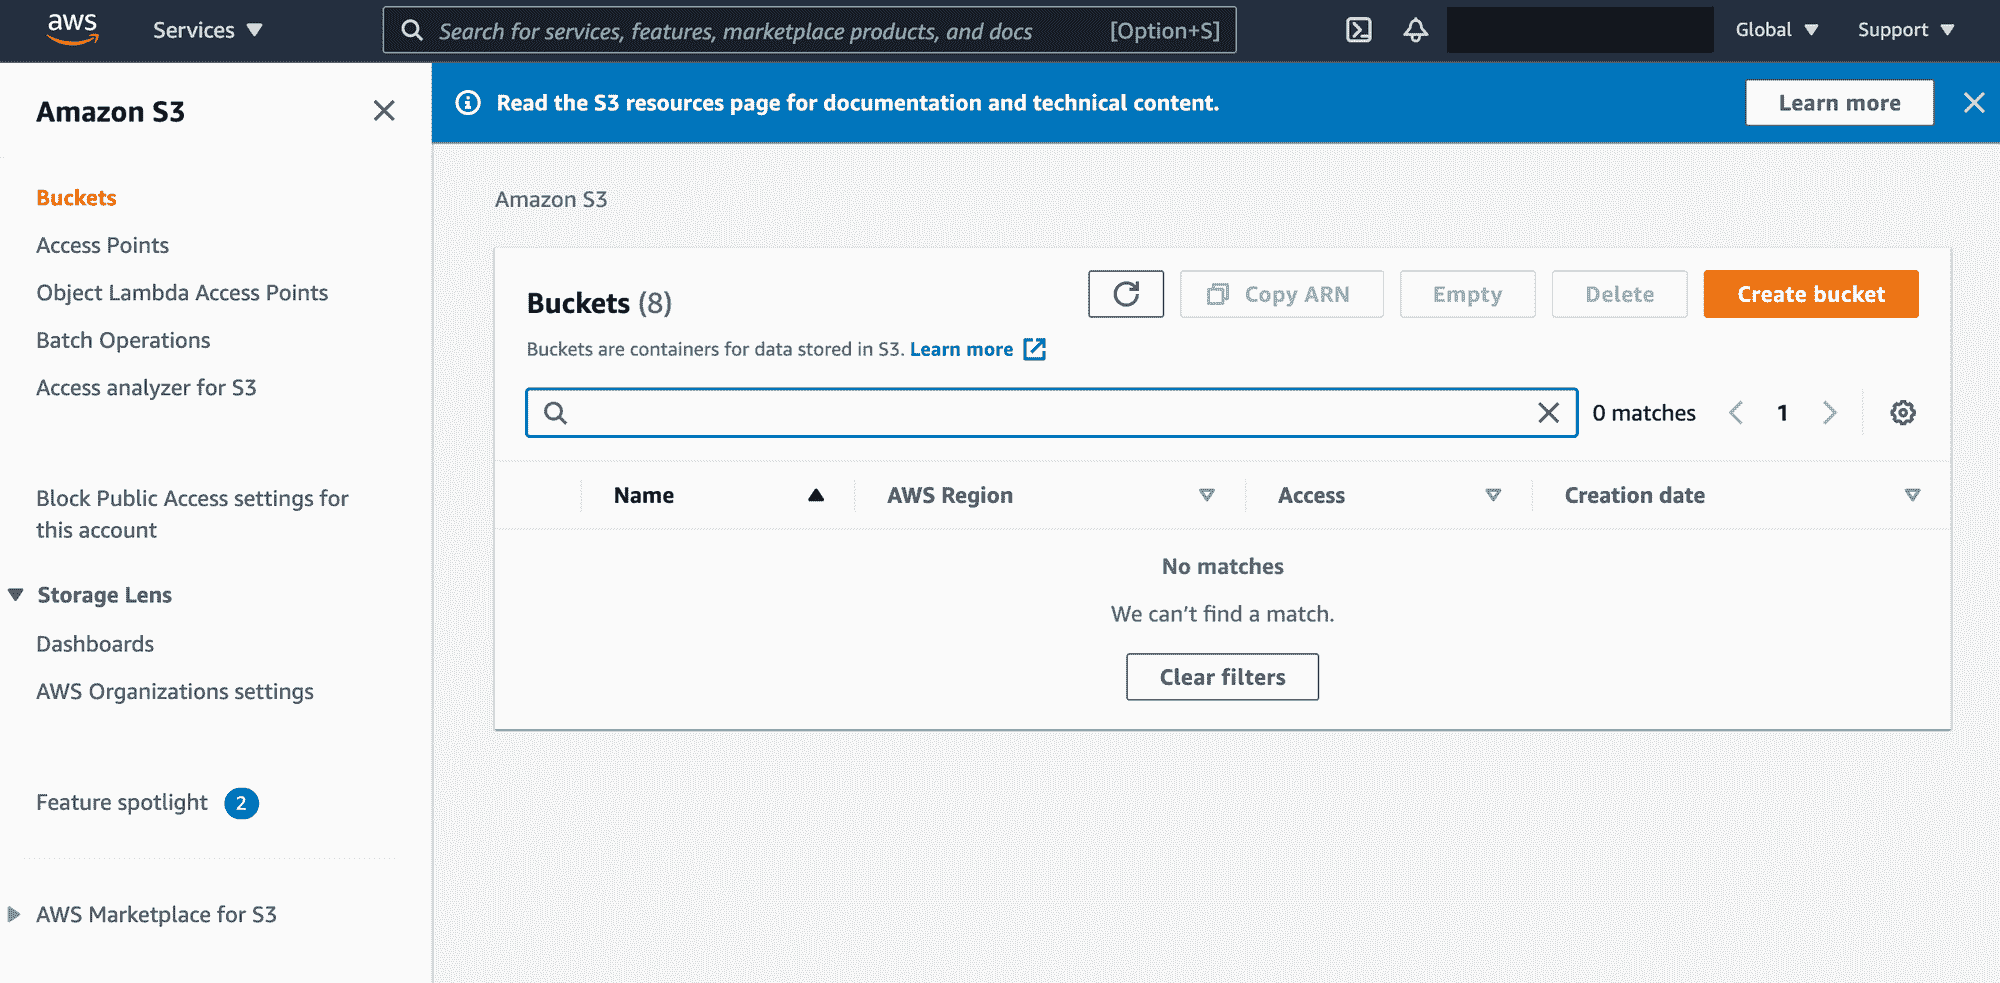 aws Services Search for services, features, marketplace products, and docs [Option+S] Global Support
Amazon S3
Read the S3 resources page for documentation and technical content. Learn more
Buckets
Access Points
Object Lambda Access Points
Batch Operations
Access analyzer for S3
Block Public Access settings for
this account
Storage Lens
Dashboards
AWS Organizations settings
Feature spotlight 2
AWS Marketplace for S3
Amazon S3
Buckets (8) Copy ARN Empty Delete Create bucket
Buckets are containers for data stored in S3. Learn more
0 matches 1
Name AWS Region Access Creation date
No matches
We can't find a match.
Clear filters